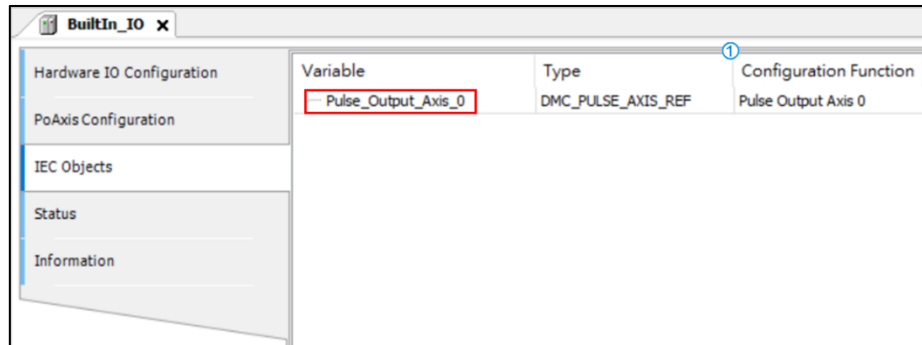 BuiltIn_IO X
Hardware IO Configuration
PoAxis Configuration
IEC Objects
Status
Information
①
Variable Type Configuration Function
Pulse_Output_Axis_0 DMC_PULSE_AXIS_REF Pulse Output Axis 0